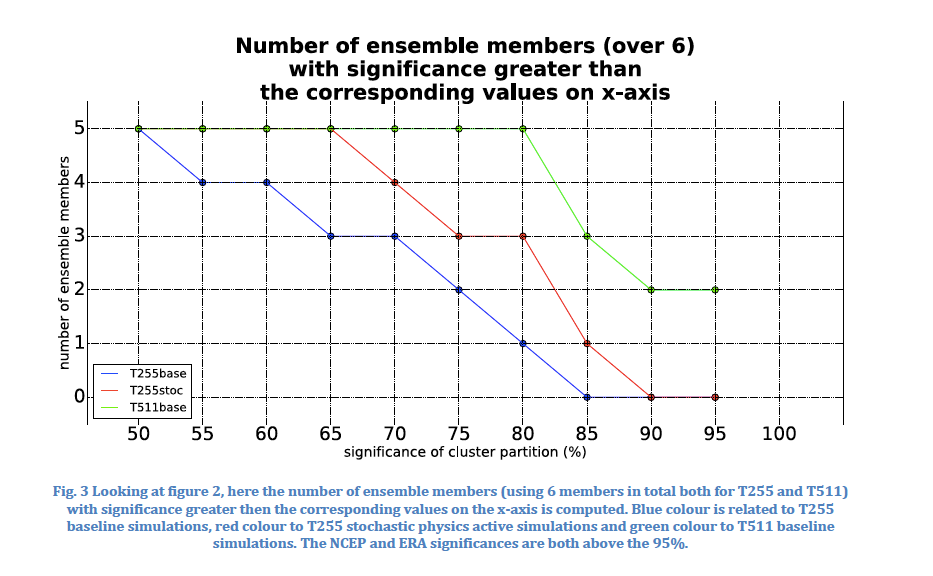 Number of ensemble members (over 6)
with significance greater than
the corresponding values on x-axis
number of ensemble members
5
4
3
2
1
0
T255base
T255stoc
T511base
50 55 60 65 70 75 80 85 90 95 100
significance of cluster partition (%)
Fig. 3 Looking at figure 2, here the number of ensemble members (using 6 members in total both for T255 and T511)
with significance greater then the corresponding values on the x-axis is computed. Blue colour is related to T255
baseline simulations, red colour to T255 stochastic physics active simulations and green colour to T511 baseline
simulations. The NCEP and ERA significances are both above the 95%.